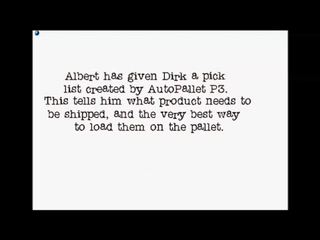 Albert has given Dirk a pick
list created by AutoPallet P3.
This tells him what product needs to
be shipped, and the very best way
to load them on the pallet.